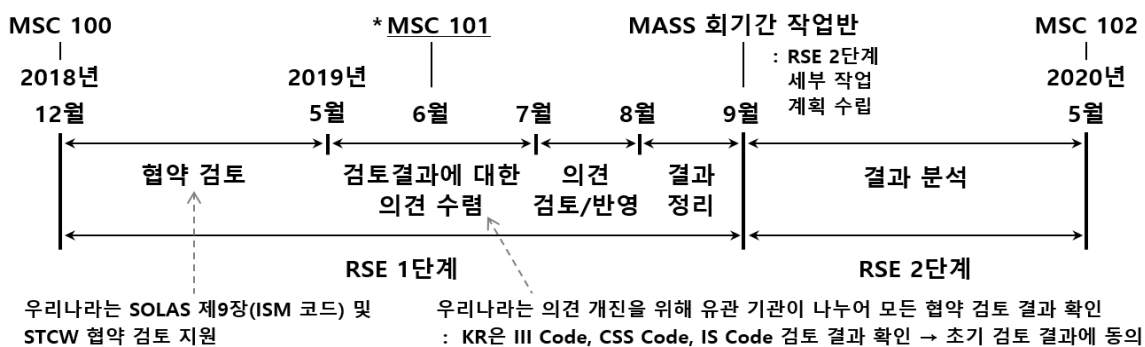 MSC 100
*MSC 101
MASS 회기간 작업반
MSC 102
: RSE 2단계
세부 작업
계획 수립
2018년
2019년
2020년
12월
5월
6월
7월
8월
9월
5월
협약 검토
검토결과에 대한
의견 수렴
의견
검토/반영
결과
정리
결과 분석
RSE 1단계
RSE 2단계
우리나라는 SOLAS 제9장(ISM 코드) 및
STCW 협약 검토 지원
우리나라는 의견 개진을 위해 유관 기관이 나누어 모든 협약 검토 결과 확인
: KR은 III Code, CSS Code, IS Code 검토 결과 확인 → 초기 검토 결과에 동의